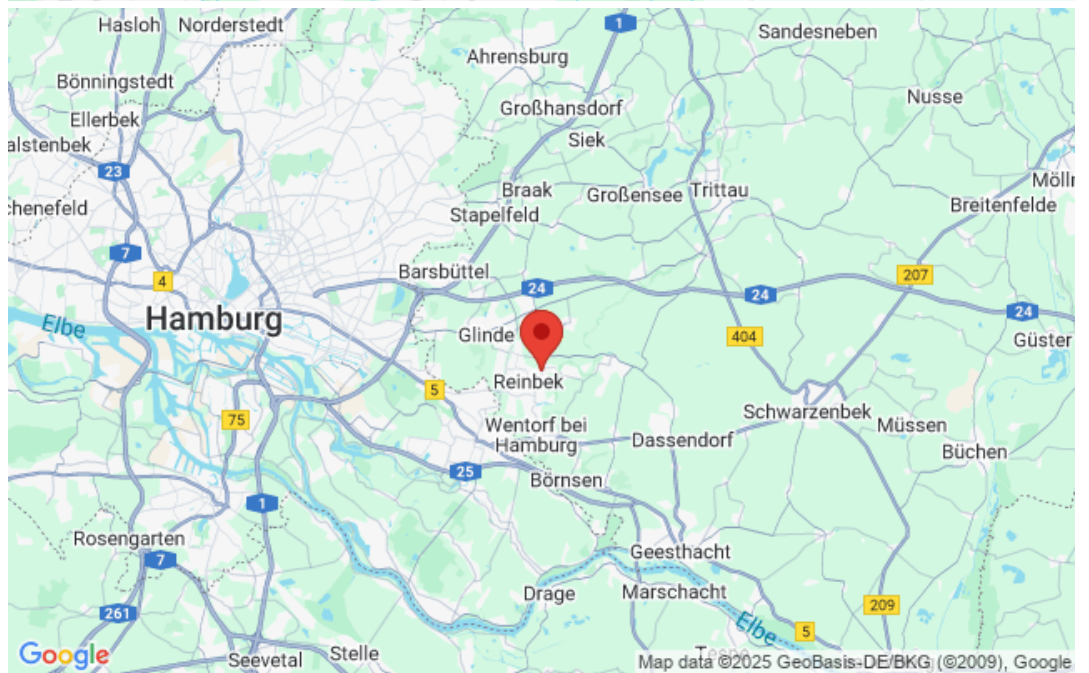 Hasloh
Norderstedt
1
Sandesneben
Ahrensburg
Bönningstedt
Großhansdorf
Nusse
Ellerbek
Siek
alstenbek
23
Braak
Großensee
Trittau
Mölln
chenefeld
Stapelfeld
Breitenfelde
7
4
Barsbüttel
207
24
24
24
Elbe
Hamburg
Glinde
404
Güster
Reinbek
5
75
Schwarzenbek
Wentorf bei
Hamburg
Dassendorf
Müssen
Büchen
25
Börnsen
1
Rosengarten
7
Geesthacht
Drage
Marschacht
261
209
Elbe
5
Seevetal
Stelle
Google
Map data ©2025 GeoBasis-DE/BKG (©2009), Google